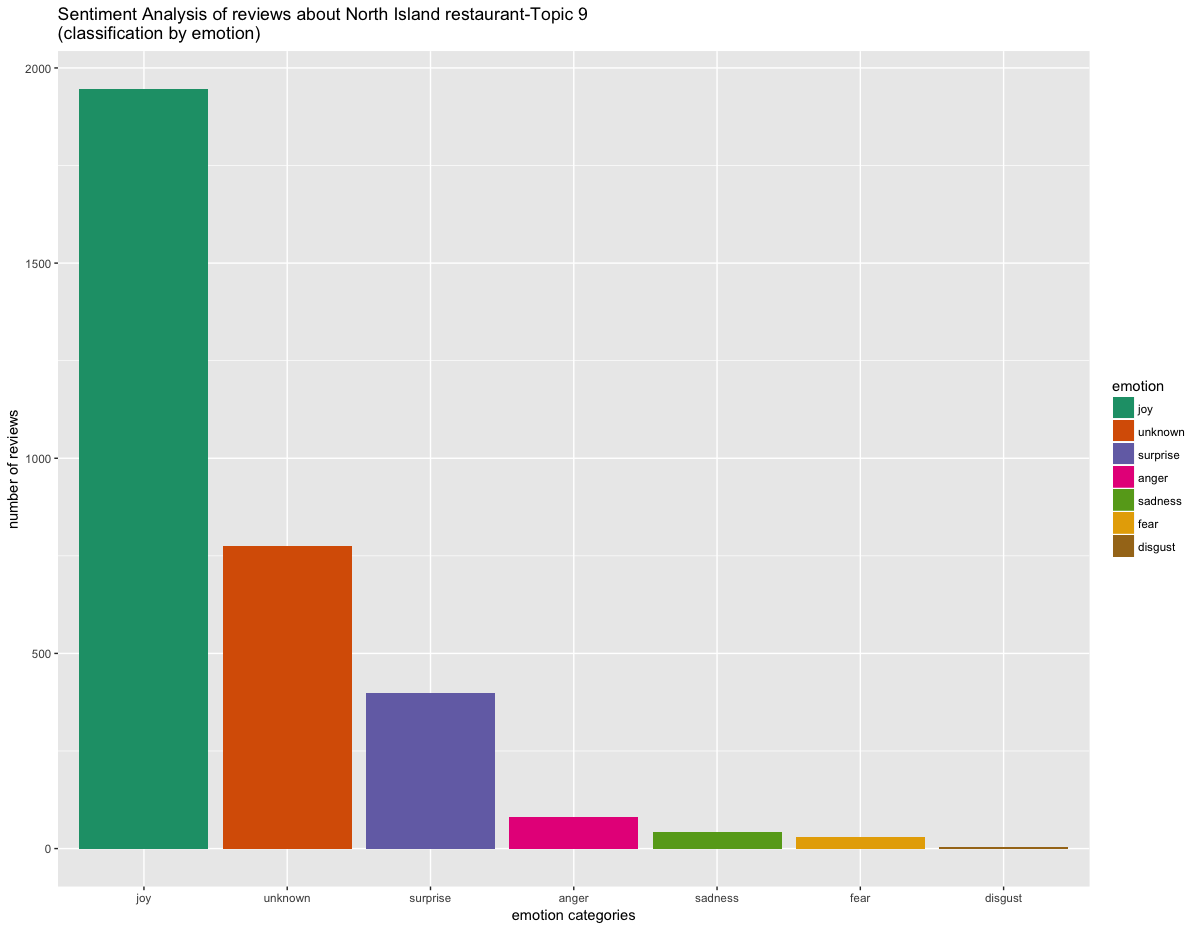 Sentiment Analysis of reviews about North Island restaurant-Topic 9
(classification by emotion)
number of reviews
2000
1500
1000
500
0
joy
unknown
surprise
anger
sadness
fear
disgust
emotion categories
emotion
joy
unknown
surprise
anger
sadness
fear
disgust